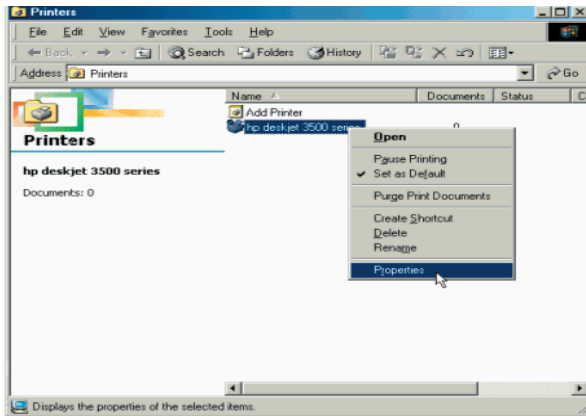 Printers
File Edit View Favorites Tools Help
Back Search Folders History
Address Printers Go
Name Documents Status C
Add Printer
hp deskjet 3500 series 0
Printers
hp deskjet 3500 series
Documents: 0
Open
Pause Printing
Set as Default
Purge Print Documents
Create Shortcut
Delete
Rename
Properties
Displays the properties of the selected items.